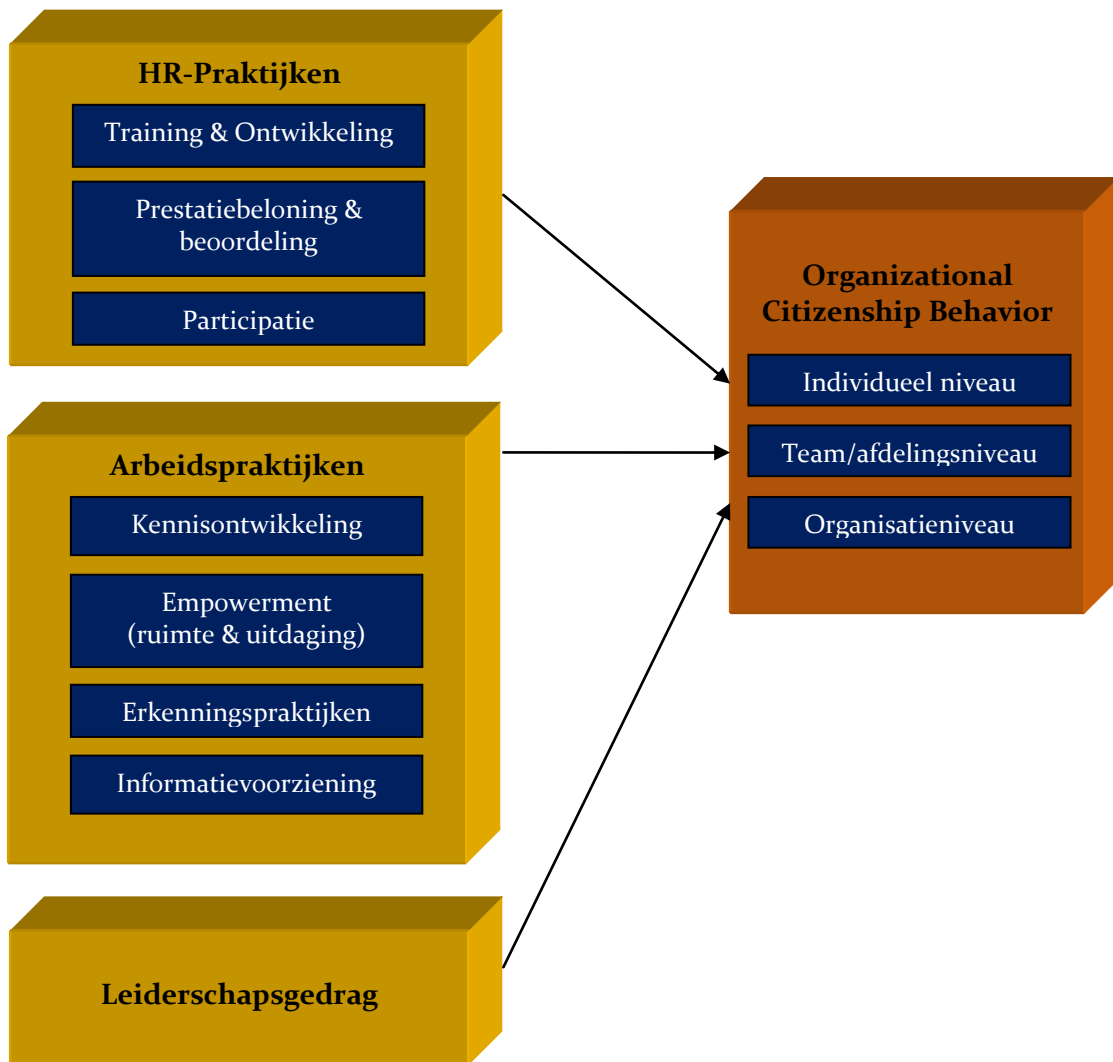 HR-Praktijken
Training & Ontwikkeling
Prestatiebeloning &
beoordeling
Participatie
Arbeidspraktijken
Kennisontwikkeling
Empowerment
(ruimte & uitdaging)
Erkenningspraktijken
Informatievoorziening
Leiderschapsgedrag
Organizational
Citizenship Behavior
Individueel niveau
Team/afdelingsniveau
Organisatieniveau